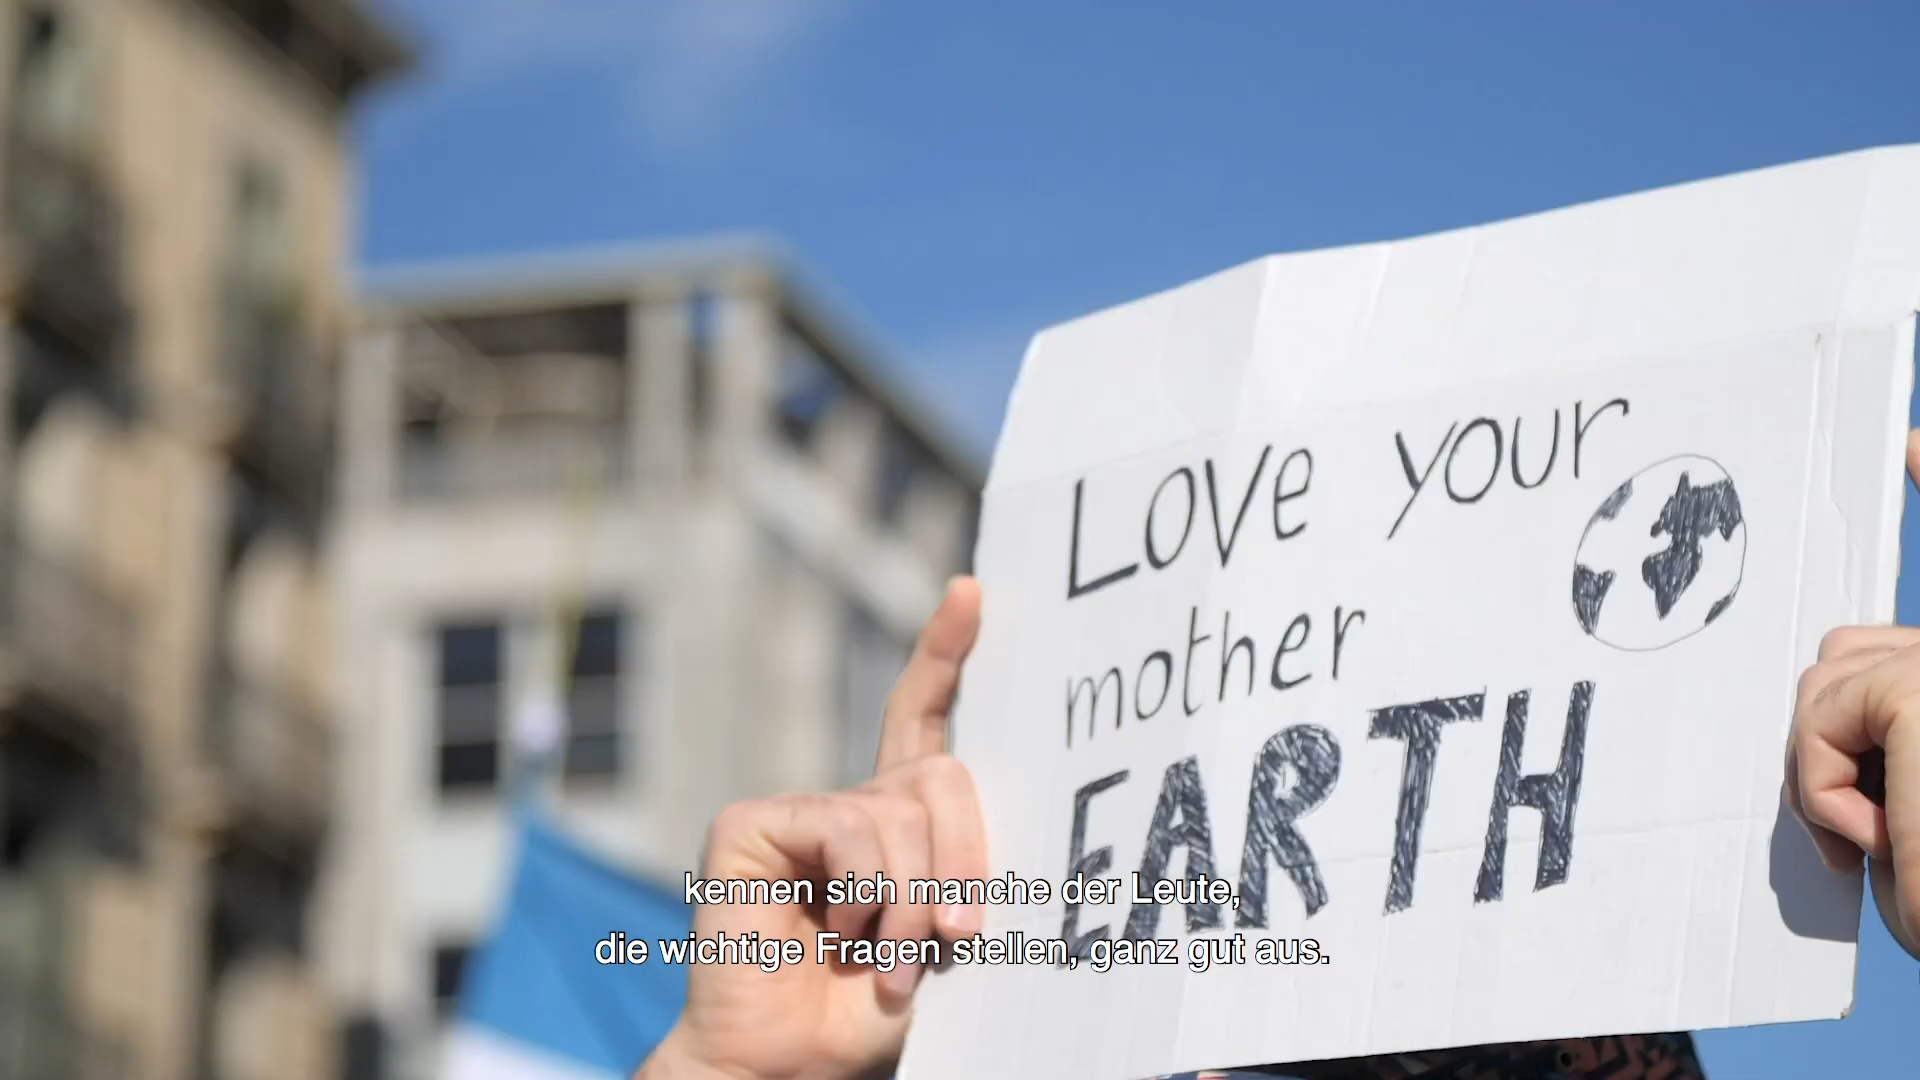 Love your
mother
EARTH
kennen sich manche der Leute,
die wichtige Fragen stellen, ganz gut aus.